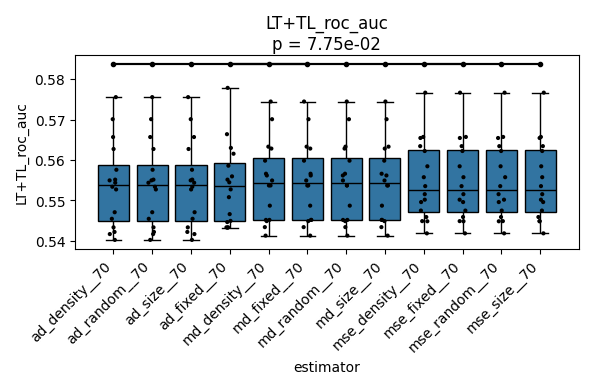 LT+TL_roc_auc
p = 7.75e-02
LT+TL_roc_auc
0.58
0.57
0.56
0.55
0.54
ad_density__70
ad_random__70
ad_size__70
ad_fixed__70
md_density__70
md_fixed__70
md_random__70
md_size__70
mse_density__70
mse_fixed__70
mse_random__70
mse_size__70
estimator